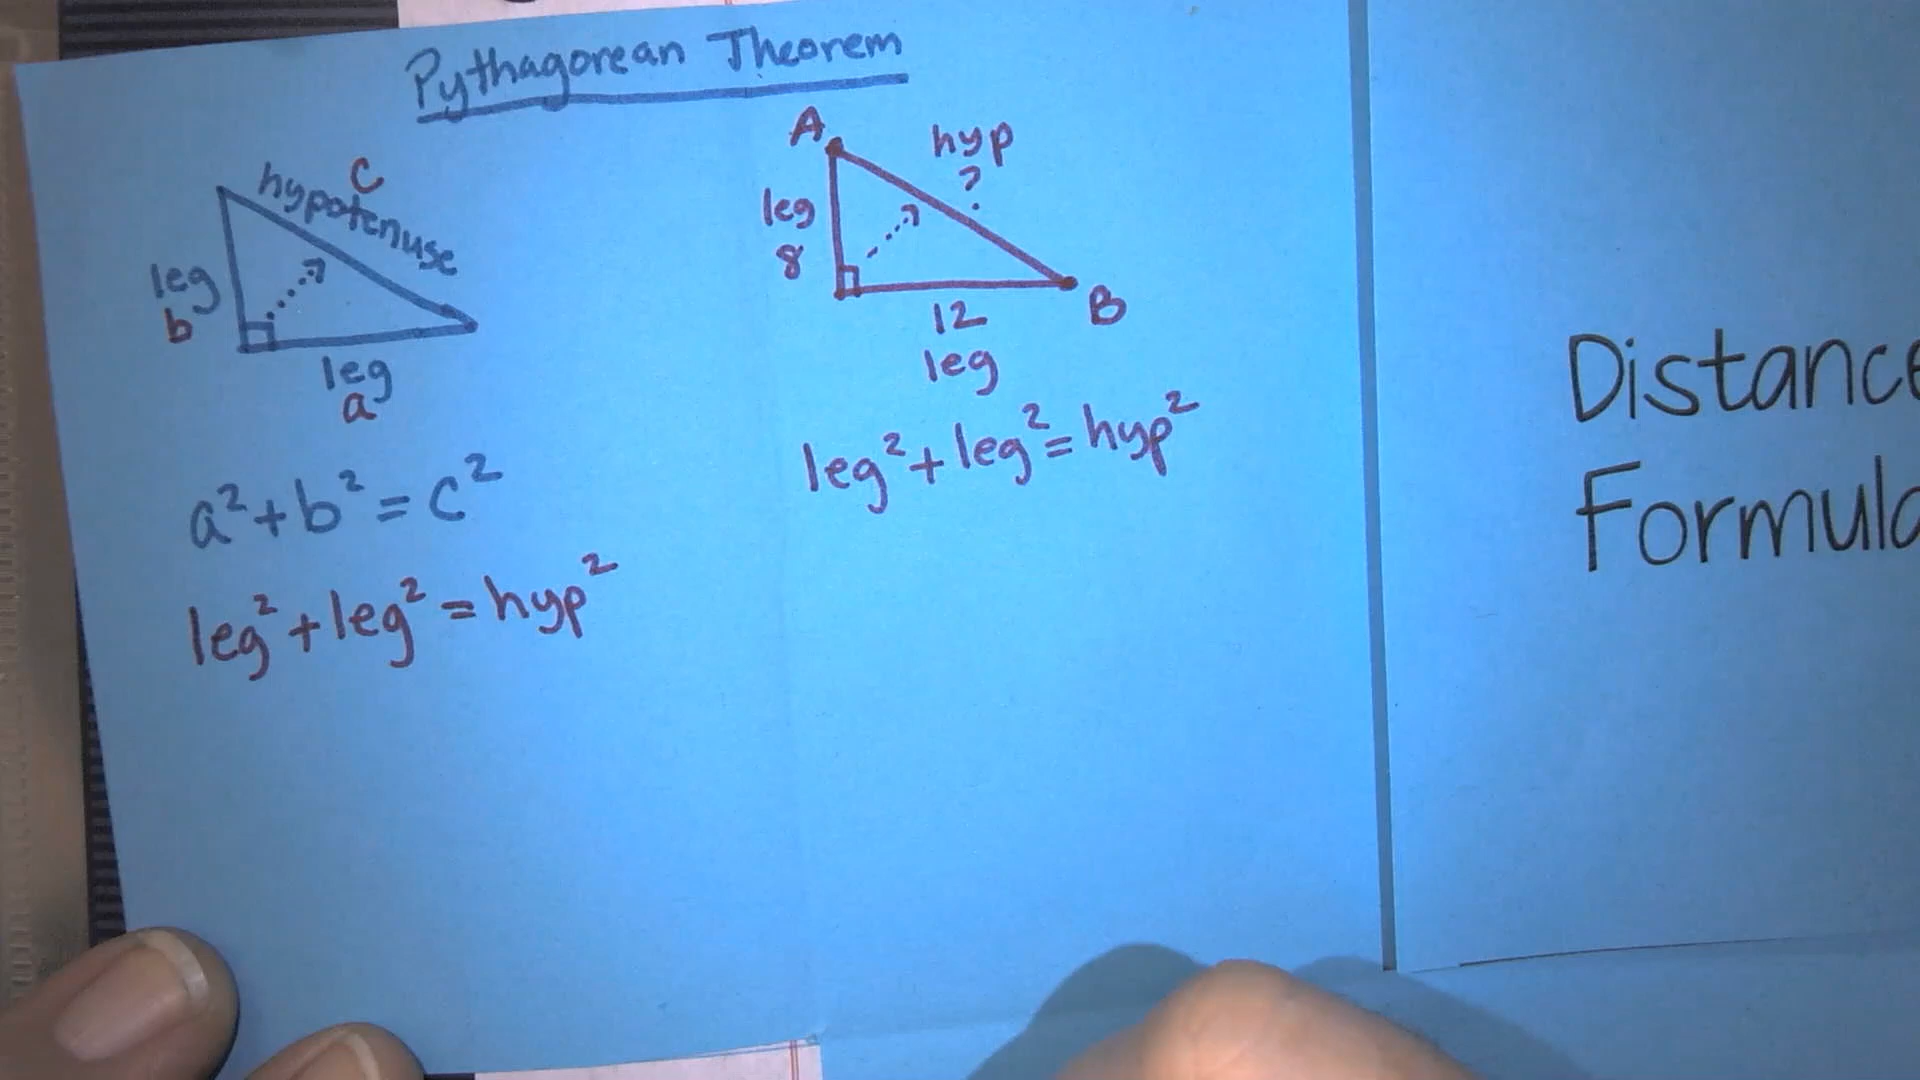 Pythagorean Theorem
c
hypotenuse
leg
b
leg
a
a²+b²=c²
leg²+leg²=hyp²
A
hyp
?
leg
8
B
12
leg
leg²+leg²=hyp²
Distance
Formula